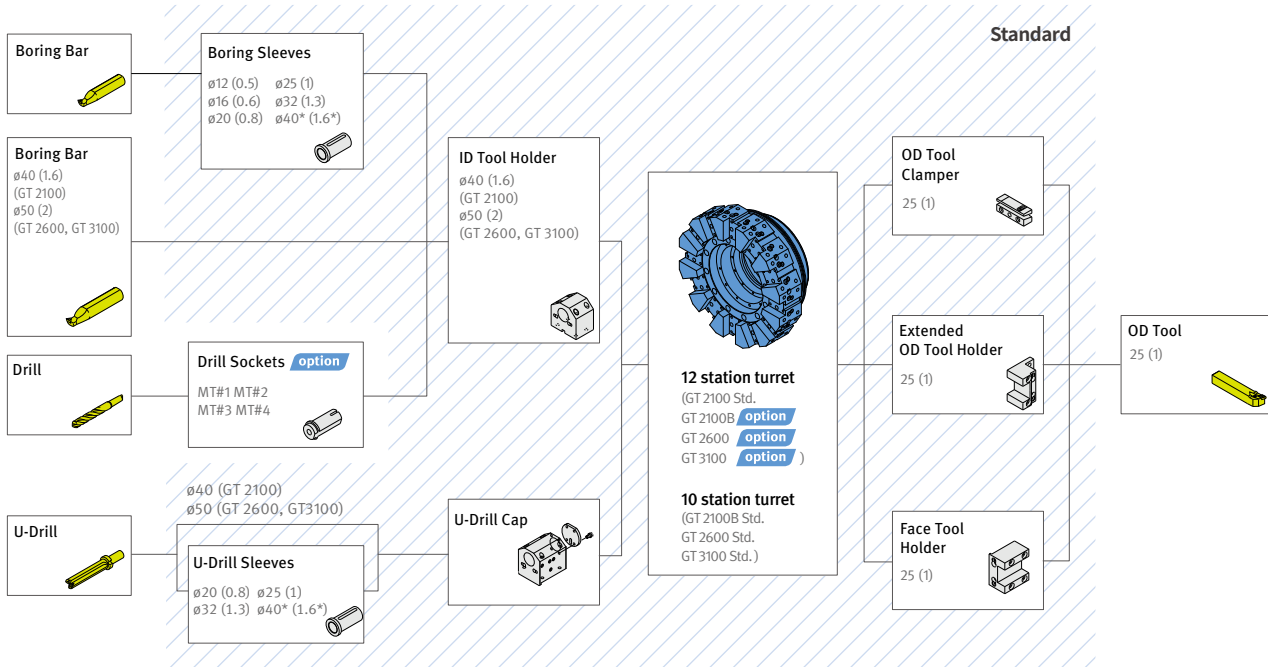 Standard
Boring Bar
Boring Sleeves
ø12 (0.5) ø25 (1)
ø16 (0.6) ø32 (1.3)
ø20 (0.8) ø40* (1.6*)
Boring Bar
ø40 (1.6)
(GT 2100)
ø50 (2)
(GT 2600, GT 3100)
Drill
Drill Sockets option
MT#1 MT#2
MT#3 MT#4
ø40 (GT 2100)
ø50 (GT 2600, GT3100)
U-Drill
U-Drill Sleeves
ø20 (0.8) ø25 (1)
ø32 (1.3) ø40* (1.6*)
ID Tool Holder
ø40 (1.6)
(GT 2100)
ø50 (2)
(GT 2600, GT 3100)
U-Drill Cap
12 station turret
(GT 2100 Std.
GT 2100B option
GT 2600 option
GT 3100 option )
10 station turret
(GT 2100B Std.
GT 2600 Std.
GT 3100 Std. )
OD Tool
Clamper
25 (1)
Extended
OD Tool Holder
25 (1)
Face Tool
Holder
25 (1)
OD Tool
25 (1)